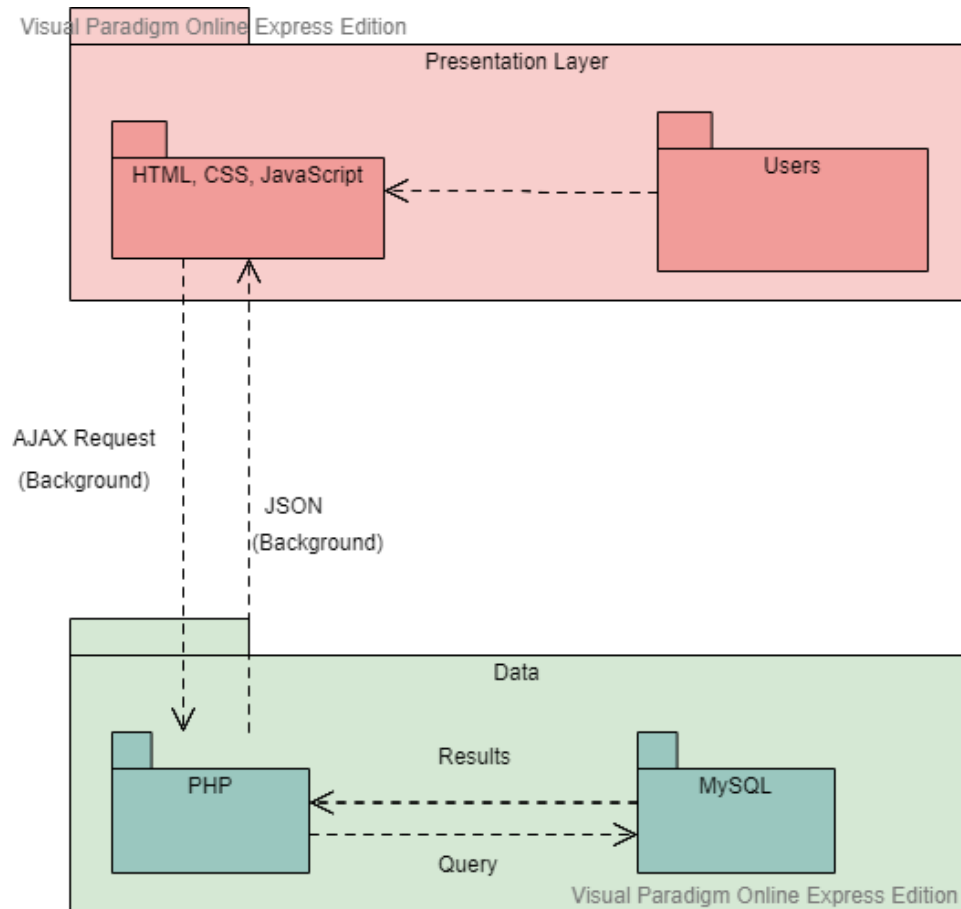 Visual Paradigm Online Express Edition
Presentation Layer
HTML, CSS, JavaScript
Users
AJAX Request
(Background)
JSON
(Background)
Data
Results
PHP
MySQL
Query
Visual Paradigm Online Express Edition